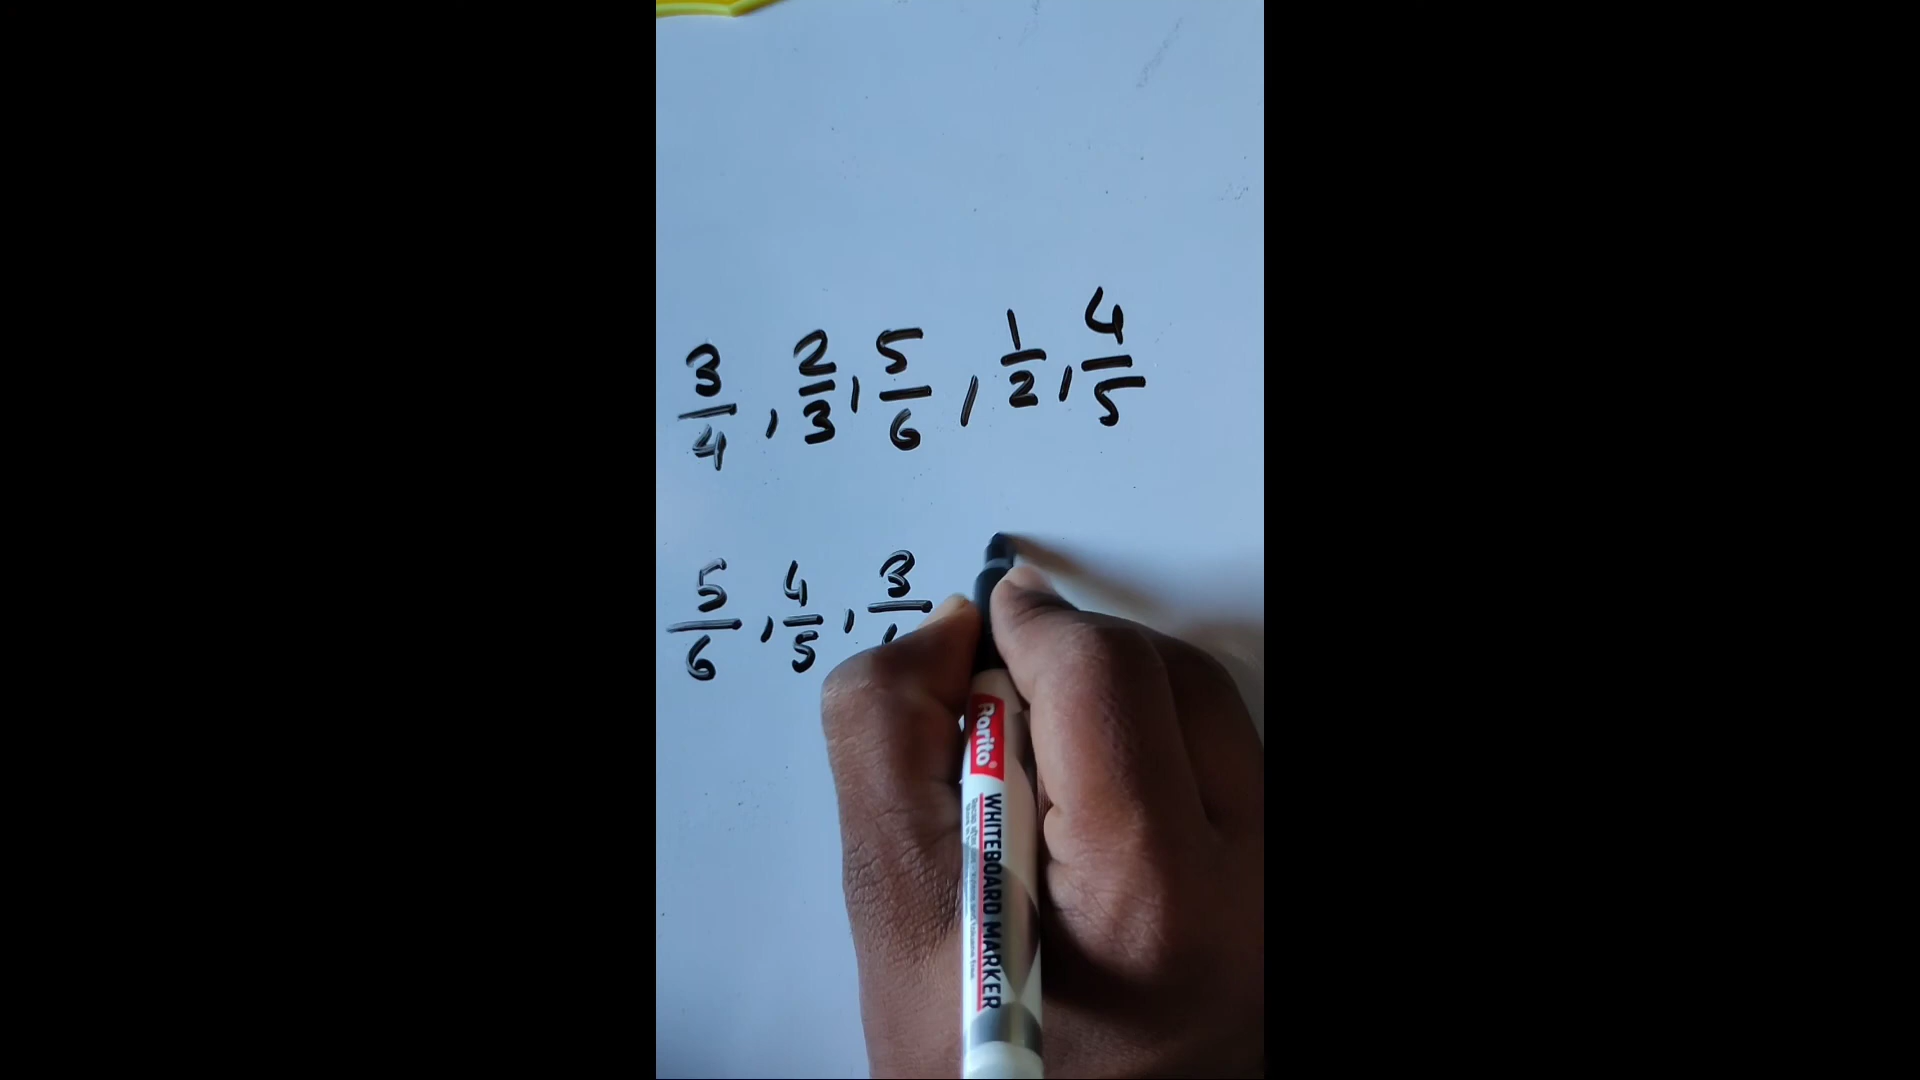 3/4 , 2/3 , 5/6 , 1/2 , 4/5
5/6 , 4/5 , 3/
Rorito®
WHITEBOARD MARKER